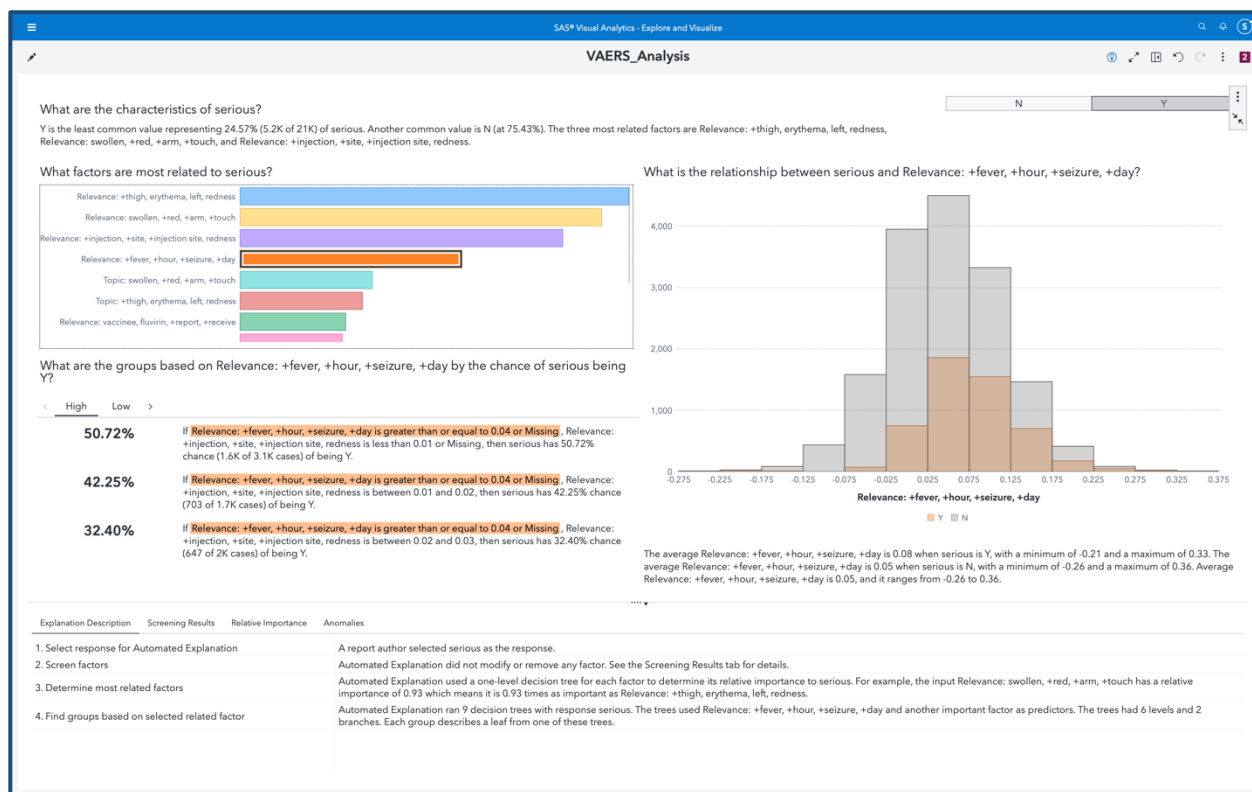 SAS® Visual Analytics - Explore and Visualize
S
VAERS_Analysis
2
What are the characteristics of serious?
N
Y
Y is the least common value representing 24.57% (5.2K of 21K) of serious. Another common value is N (at 75.43%). The three most related factors are Relevance: +thigh, erythema, left, redness,
Relevance: swollen, +red, +arm, +touch, and Relevance: +injection, +site, +injection site, redness.
What factors are most related to serious?
Relevance: +thigh, erythema, left, redness
Relevance: swollen, +red, +arm, +touch
Relevance: +injection, +site, +injection site, redness
Relevance: +fever, +hour, +seizure, +day
Topic: swollen, +red, +arm, +touch
Topic: +thigh, erythema, left, redness
Relevance: vaccinee, fluvirin, +report, +receive
What are the groups based on Relevance: +fever, +hour, +seizure, +day by the chance of serious being
Y?
High
Low
50.72%
If Relevance: +fever, +hour, +seizure, +day is greater than or equal to 0.04 or Missing, Relevance:
+injection, +site, +injection site, redness is less than 0.01 or Missing, then serious has 50.72%
chance (1.6K of 3.1K cases) of being Y.
42.25%
If Relevance: +fever, +hour, +seizure, +day is greater than or equal to 0.04 or Missing, Relevance:
+injection, +site, +injection site, redness is between 0.01 and 0.02, then serious has 42.25% chance
(703 of 1.7K cases) of being Y.
32.40%
If Relevance: +fever, +hour, +seizure, +day is greater than or equal to 0.04 or Missing, Relevance:
+injection, +site, +injection site, redness is between 0.02 and 0.03, then serious has 32.40% chance
(647 of 2K cases) of being Y.
What is the relationship between serious and Relevance: +fever, +hour, +seizure, +day?
4,000
3,000
2,000
1,000
0
-0.275 -0.225 -0.175 -0.125 -0.075 -0.025 0.025 0.075 0.125 0.175 0.225 0.275 0.325 0.375
Relevance: +fever, +hour, +seizure, +day
Y N
The average Relevance: +fever, +hour, +seizure, +day is 0.08 when serious is Y, with a minimum of -0.21 and a maximum of 0.33. The
average Relevance: +fever, +hour, +seizure, +day is 0.05 when serious is N, with a minimum of -0.26 and a maximum of 0.36. Average
Relevance: +fever, +hour, +seizure, +day is 0.05, and it ranges from -0.26 to 0.36.
Explanation Description
Screening Results
Relative Importance
Anomalies
1. Select response for Automated Explanation
A report author selected serious as the response.
2. Screen factors
Automated Explanation did not modify or remove any factor. See the Screening Results tab for details.
3. Determine most related factors
Automated Explanation used a one-level decision tree for each factor to determine its relative importance to serious. For example, the input Relevance: swollen, +red, +arm, +touch has a relative
importance of 0.93 which means it is 0.93 times as important as Relevance: +thigh, erythema, left, redness.
4. Find groups based on selected related factor
Automated Explanation ran 9 decision trees with response serious. The trees used Relevance: +fever, +hour, +seizure, +day and another important factor as predictors. The trees had 6 levels and 2
branches. Each group describes a leaf from one of these trees.